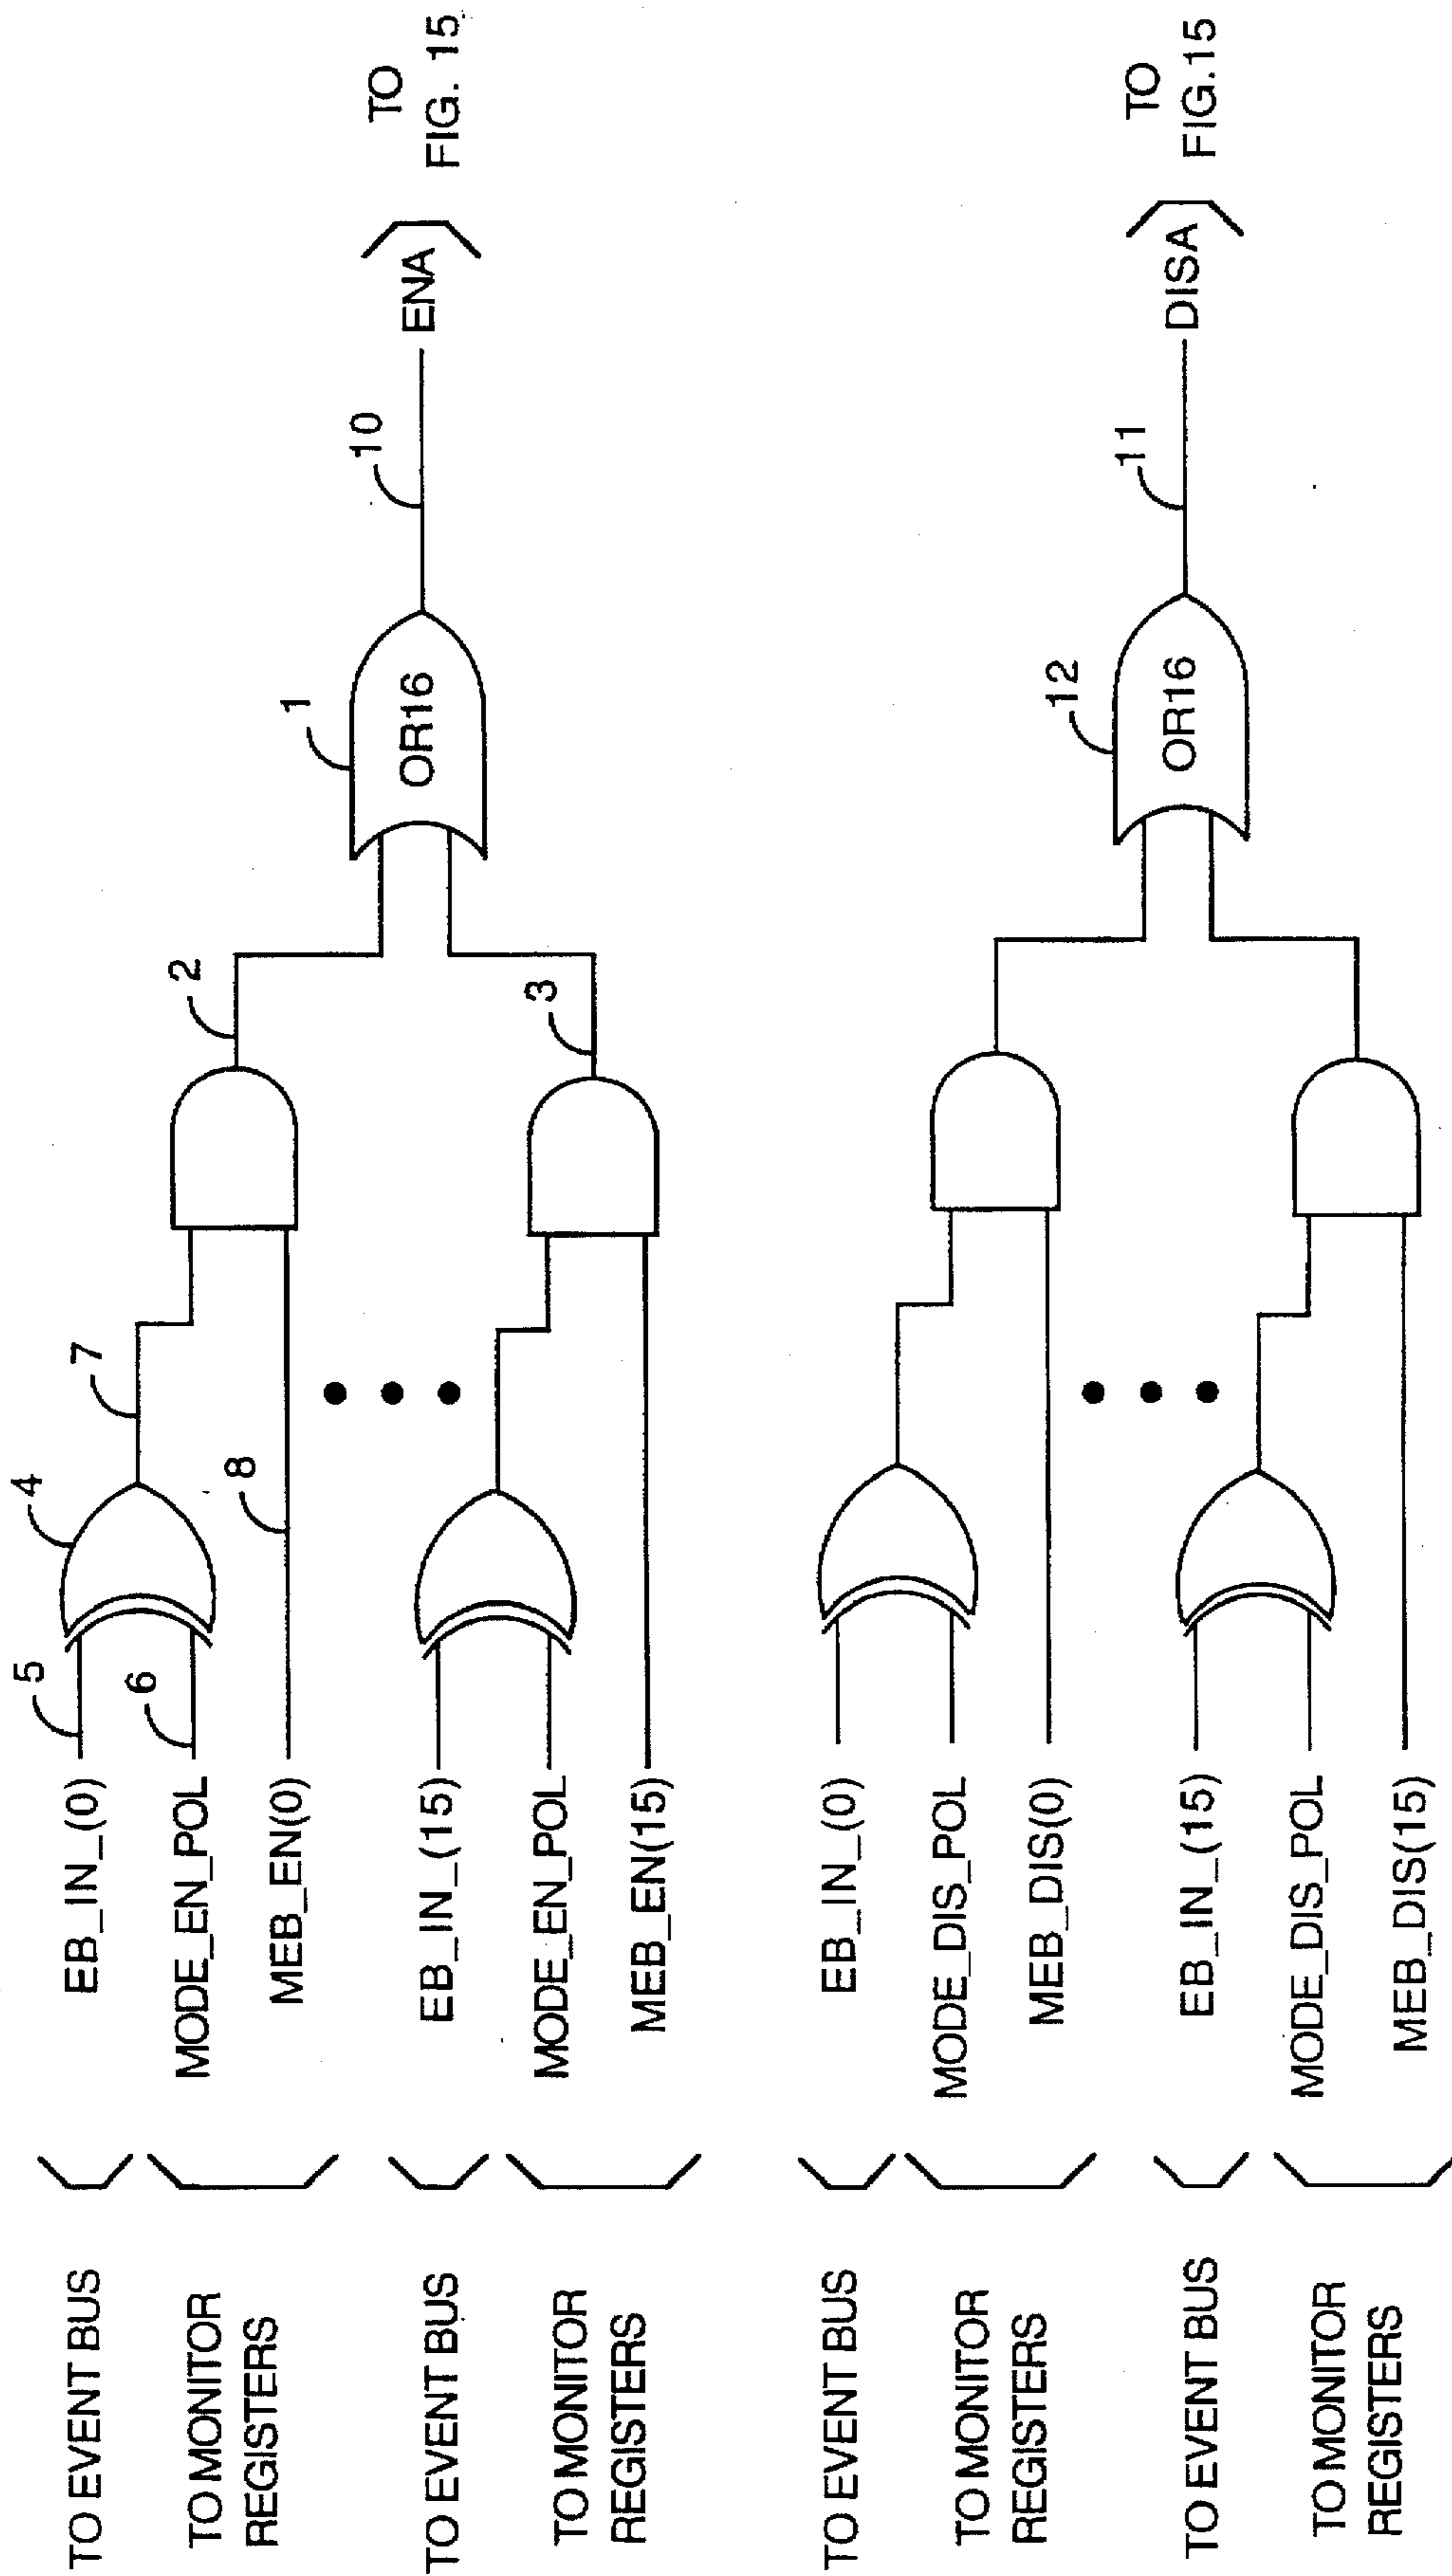 TO EVENT BUS
EB_IN_(0)
5
4
TO MONITOR
REGISTERS
MODE_EN_POL
6
7
MEB_EN(0)
8
2
1
OR16
10
ENA
TO
FIG. 15
TO EVENT BUS
EB_IN_(15)
TO MONITOR
REGISTERS
MODE_EN_POL
3
MEB_EN(15)
TO EVENT BUS
EB_IN_(0)
TO MONITOR
REGISTERS
MODE_DIS_POL
MEB_DIS(0)
12
OR16
11
DISA
TO
FIG.15
TO EVENT BUS
EB_IN_(15)
TO MONITOR
REGISTERS
MODE_DIS_POL
MEB_DIS(15)